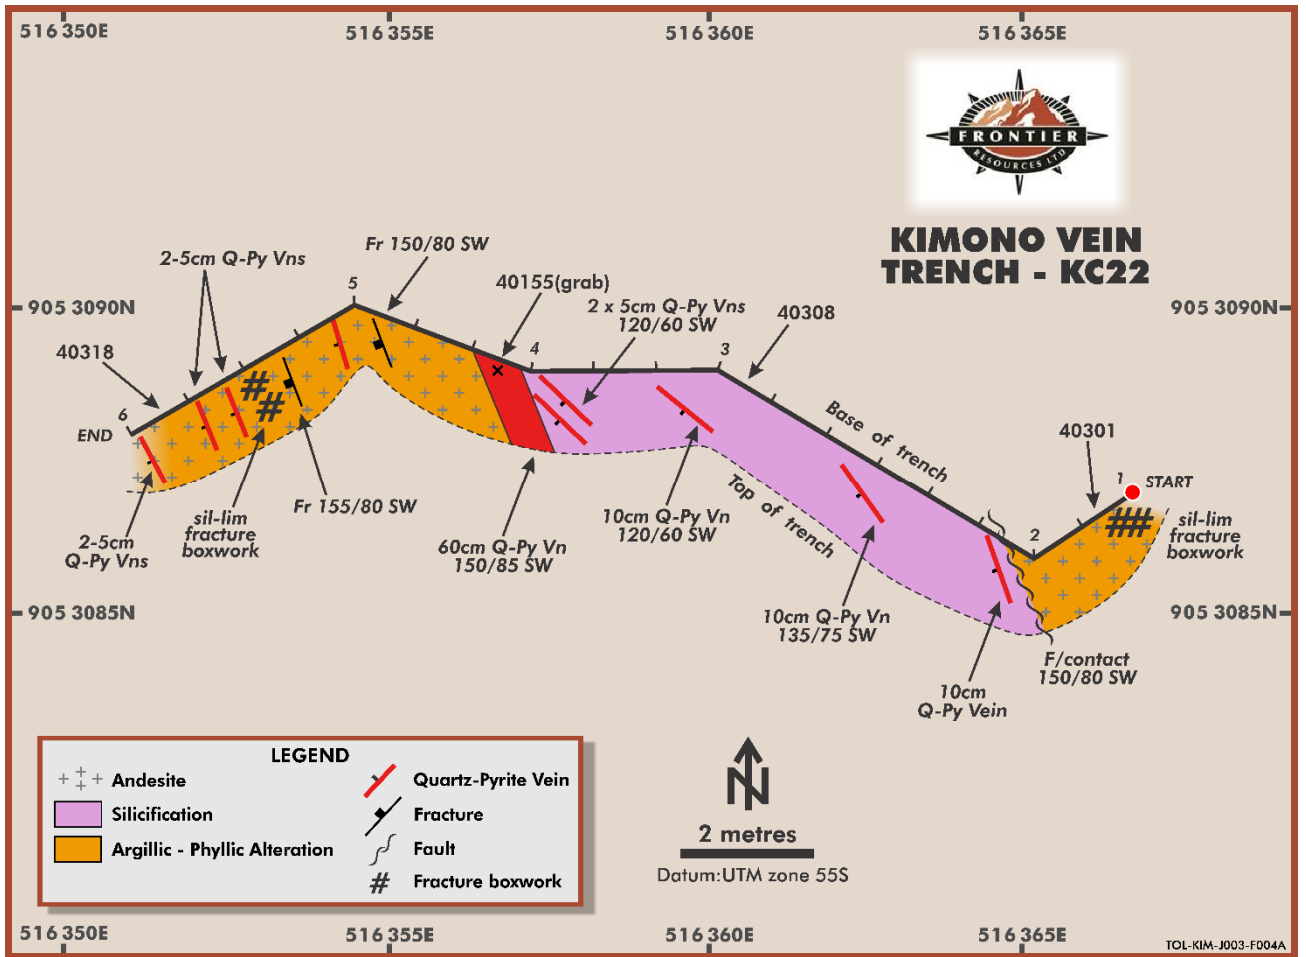 516 350E
516 355E
516 360E
516 365E
FRONTIER
RESOURCES LTD
KIMONO VEIN
TRENCH - KC22
905 3090N
905 3090N
2-5cm Q-Py Vns
Fr 150/80 SW
5
40155(grab)
2 x 5cm Q-Py Vns
120/60 SW
40308
40318
4
3
6
END
Base of trench
40301
1
START
Top of trench
sil-lim
fracture
boxwork
Fr 155/80 SW
sil-lim
fracture
boxwork
2-5cm
Q-Py Vns
60cm Q-Py Vn
150/85 SW
10cm Q-Py Vn
120/60 SW
2
905 3085N
905 3085N
10cm Q-Py Vn
135/75 SW
F/contact
150/80 SW
10cm
Q-Py Vein
LEGEND
Andesite
Quartz-Pyrite Vein
Silicification
Fracture
Argillic - Phyllic Alteration
Fault
Fracture boxwork
N
2 metres
Datum:UTM zone 55S
516 350E
516 355E
516 360E
516 365E
TOL-KIM-J003-F004A